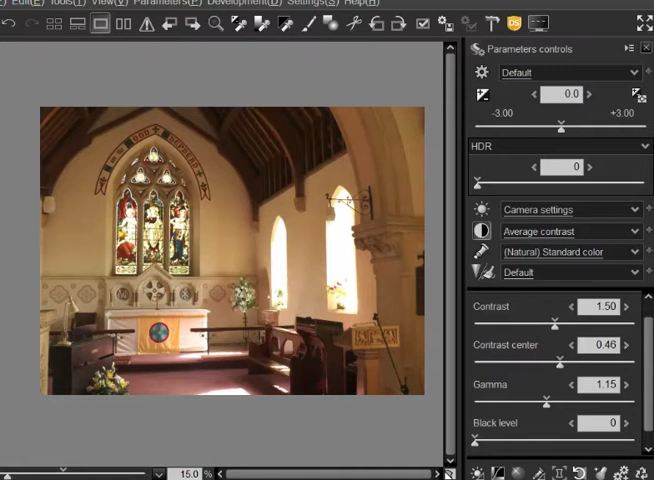 Edit(E) Tools(T) View(V) Parameters(P) Development(D) Settings(S) Help(H)
DS
Parameters controls
Default
0.0
-3.00 +3.00
HDR
0
Camera settings
Average contrast
(Natural) Standard color
Default
Contrast 1.50
Contrast center 0.46
Gamma 1.15
Black level 0
15.0 %